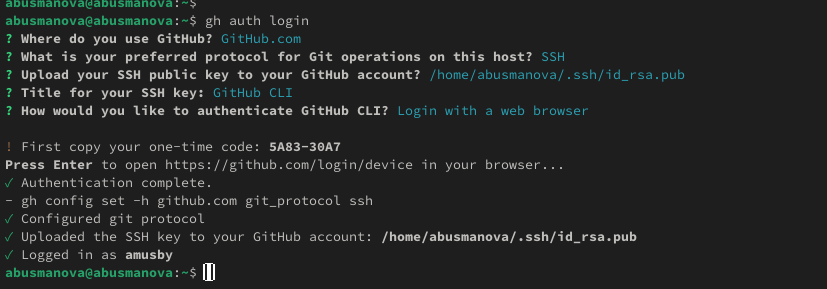 abusmanova@abusmanova:~$
abusmanova@abusmanova:~$ gh auth login
? Where do you use GitHub? GitHub.com
? What is your preferred protocol for Git operations on this host? SSH
? Upload your SSH public key to your GitHub account? /home/abusmanova/.ssh/id_rsa.pub
? Title for your SSH key: GitHub CLI
? How would you like to authenticate GitHub CLI? Login with a web browser
! First copy your one-time code: 5A83-30A7
Press Enter to open https://github.com/login/device in your browser...
✓ Authentication complete.
- gh config set -h github.com git_protocol ssh
✓ Configured git protocol
✓ Uploaded the SSH key to your GitHub account: /home/abusmanova/.ssh/id_rsa.pub
✓ Logged in as amusby
abusmanova@abusmanova:~$